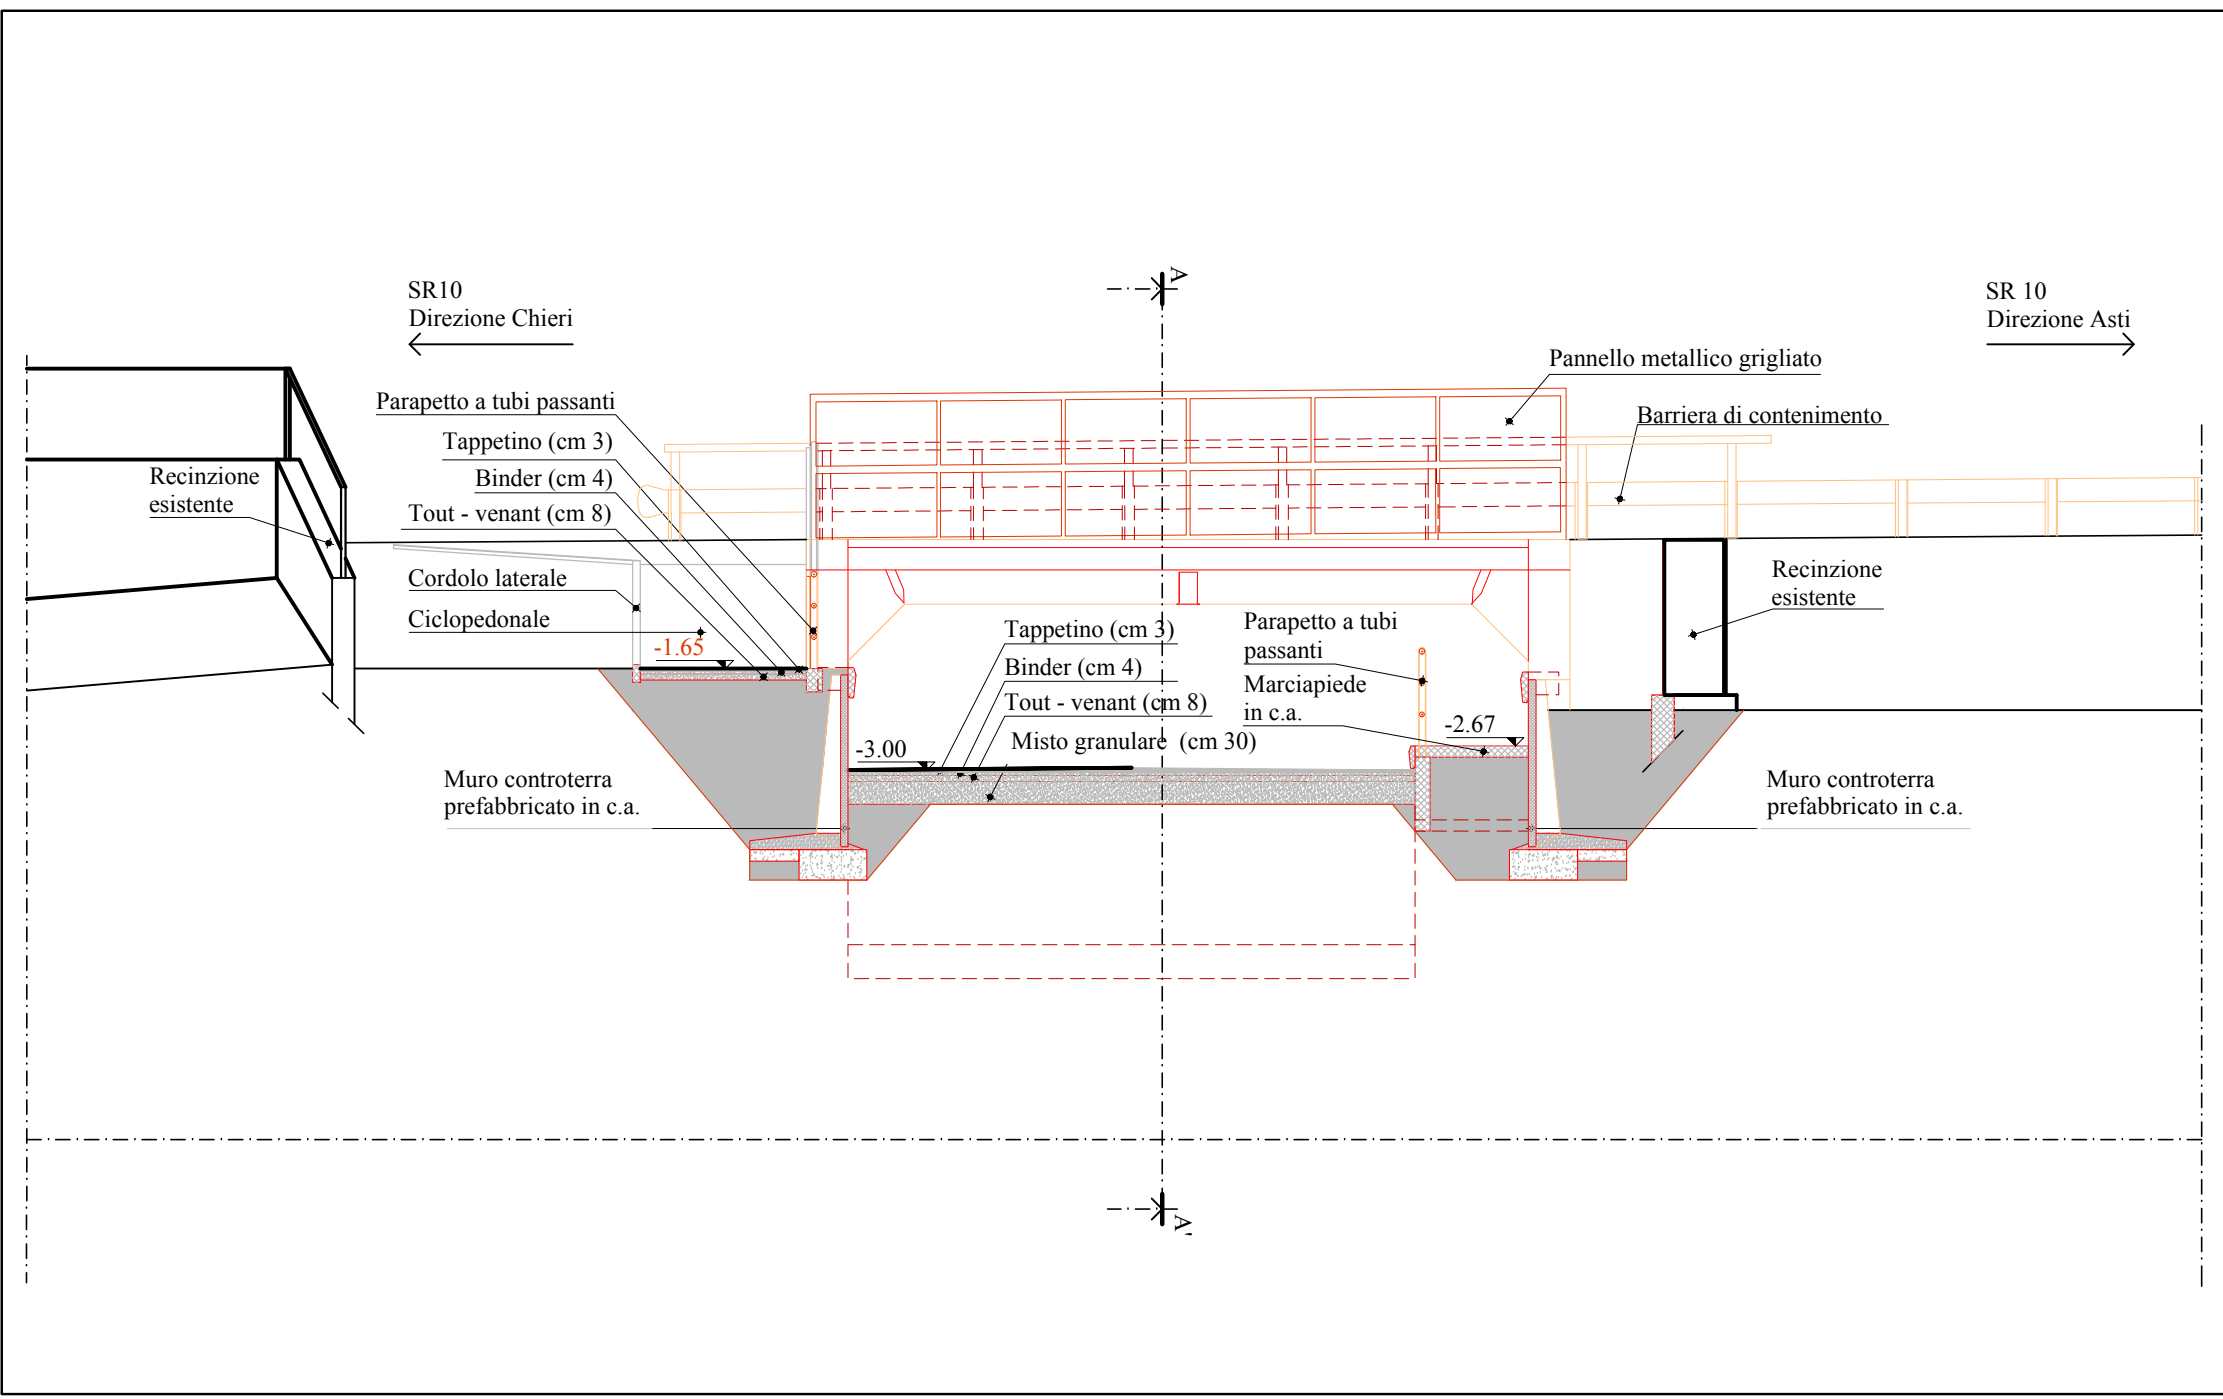 A
SR10
Direzione Chieri
SR 10
Direzione Asti
Pannello metallico grigliato
Parapetto a tubi passanti
Barriera di contenimento
Tappetino (cm 3)
Binder (cm 4)
Recinzione
esistente
Tout - venant (cm 8)
Cordolo laterale
Recinzione
esistente
Ciclopedonale
-1.65
Tappetino (cm 3)
Binder (cm 4)
Tout - venant (cm 8)
Misto granulare (cm 30)
Parapetto a tubi
passanti
Marciapiede
in c.a.
-2.67
-3.00
Muro controterra
prefabbricato in c.a.
Muro controterra
prefabbricato in c.a.
A'